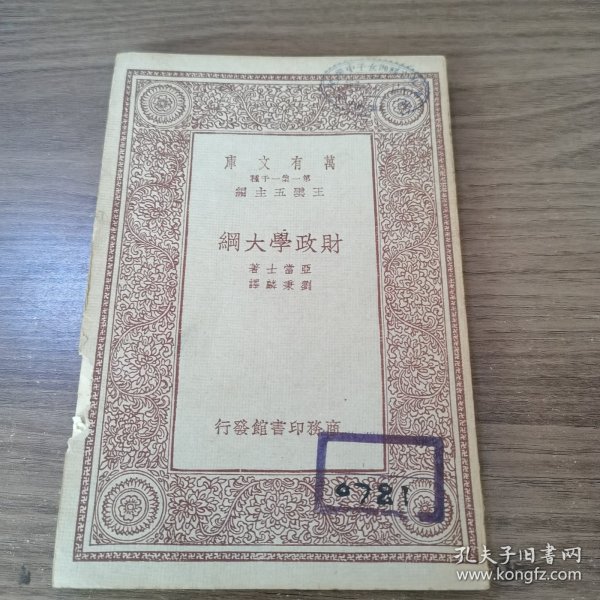 萬有文庫
第一集一千種
王雲五主編
財政學大綱
亞當士著
劉秉麟譯
商務印書館發行
0781
孔夫子旧书网
www.kongfz.com